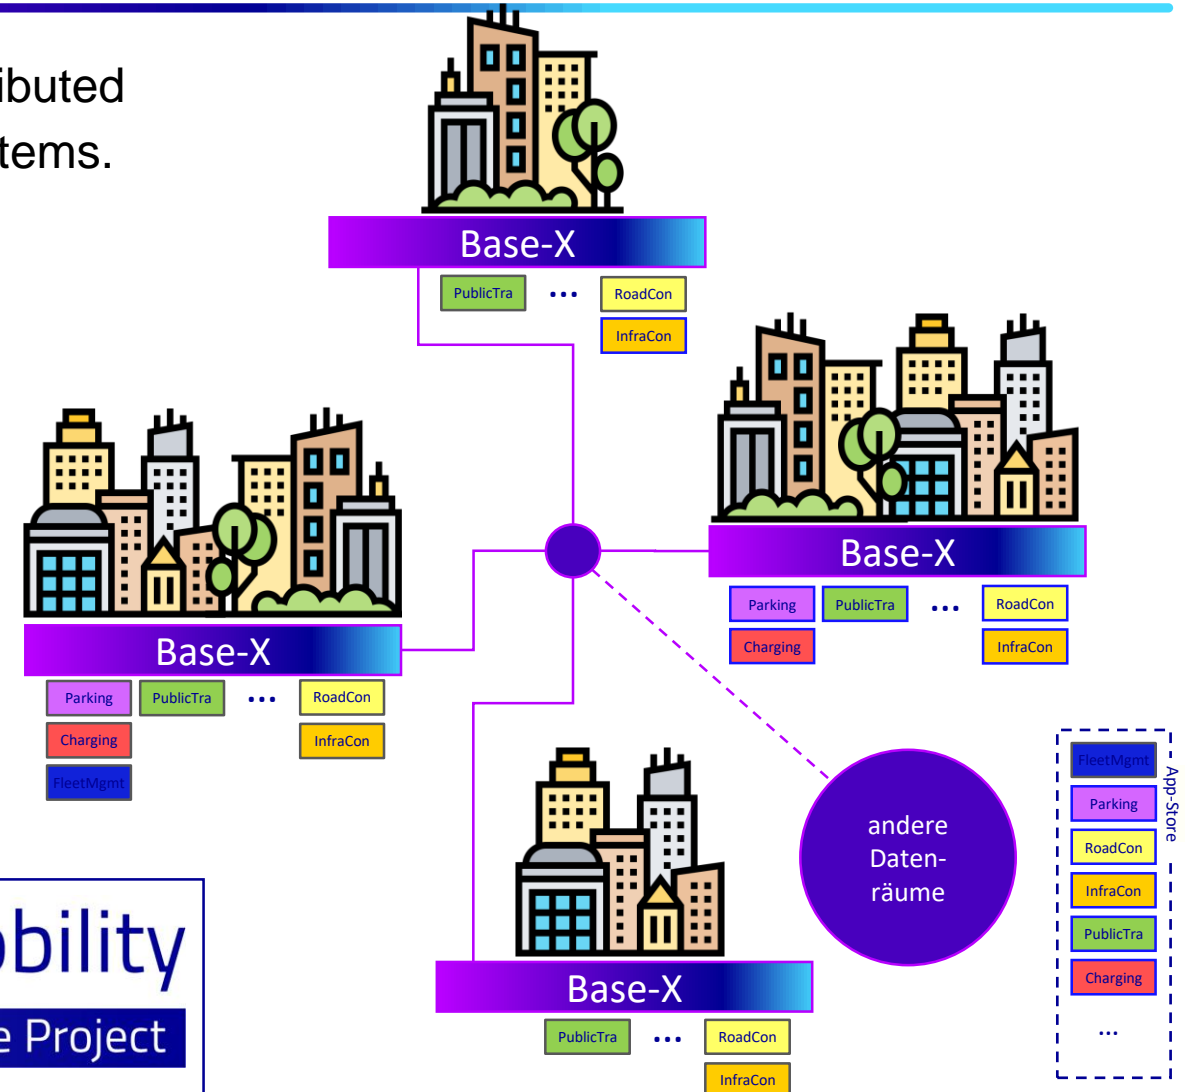 ibuted
tems.
Base-X
PublicTra ... RoadCon
InfraCon
Base-X
Parking PublicTra ... RoadCon
Charging InfraCon
Base-X
Parking PublicTra ... RoadCon
Charging InfraCon
FleetMgmt
andere
Daten-
räume
App-Store
FleetMgmt
Parking
RoadCon
InfraCon
PublicTra
Charging
...
Base-X
PublicTra ... RoadCon
InfraCon
obility
e Project